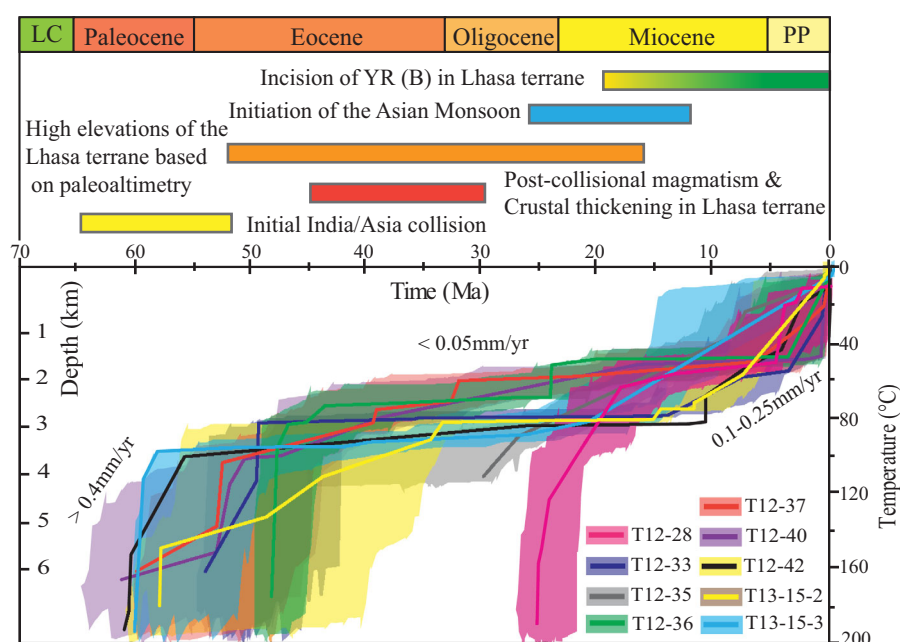 LC Paleocene Eocene Oligocene Miocene PP
Incision of YR (B) in Lhasa terrane
Initiation of the Asian Monsoon
High elevations of the
Lhasa terrane based
on paleoaltimetry
Post-collisional magmatism &
Crustal thickening in Lhasa terrane
Initial India/Asia collision
70 60 50 40 30 20 10 0
Time (Ma)
Depth (km)
1
2
3
4
5
6
0
40
80
120
160
200
Temperature (°C)
< 0.05mm/yr
0.1-0.25mm/yr
> 0.4mm/yr
T12-37
T12-28
T12-40
T12-33
T12-42
T12-35
T13-15-2
T12-36
T13-15-3